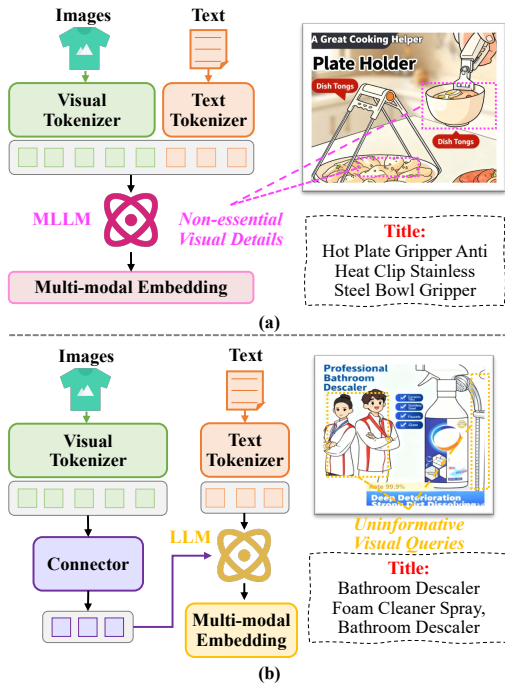 Images
Text
Visual
Tokenizer
Text
Tokenizer
MLLM
Non-essential
Visual Details
Multi-modal Embedding
A Great Cooking Helper
Plate Holder
Dish Tongs
Dish Tongs
Title:
Hot Plate Gripper Anti
Heat Clip Stainless
Steel Bowl Gripper
(a)
Images
Text
Visual
Tokenizer
Text
Tokenizer
LLM
Connector
Multi-modal
Embedding
Professional
Bathroom
Descaler
Rate 99.9%
Deep Deterioration
Strong Dirt Dissolving
Uninformative
Visual Queries
Title:
Bathroom Descaler
Foam Cleaner Spray,
Bathroom Descaler
(b)